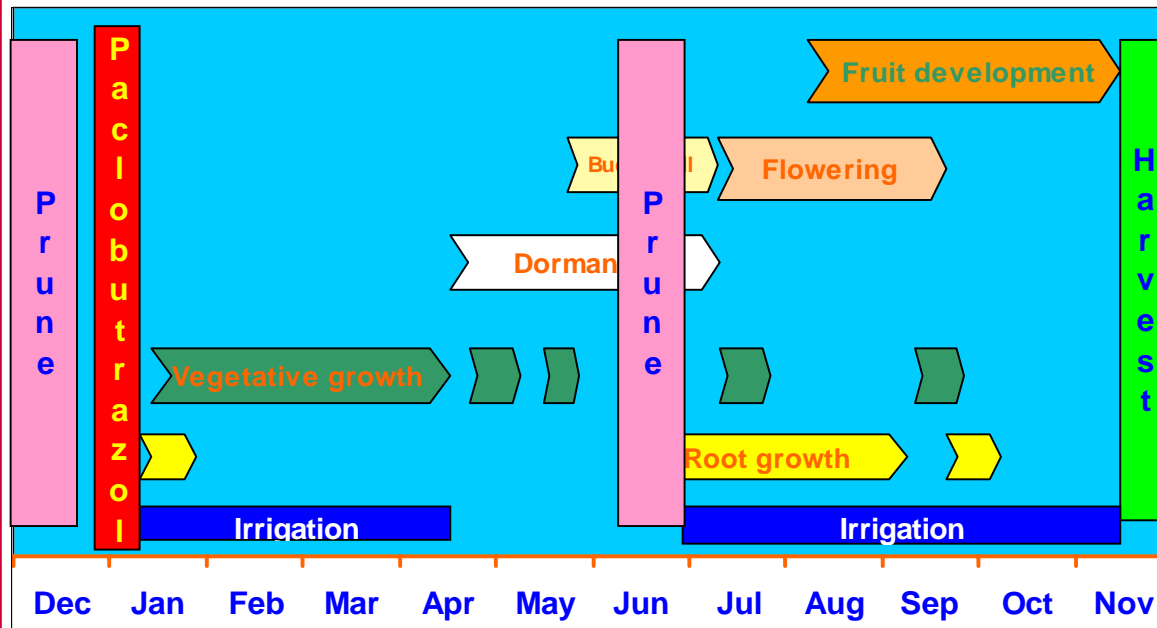 Prune
Paclobutrazol
Prune
Harvest
Fruit development
Flowering
Vegetative growth
Root growth
Irrigation
Irrigation
Dec Jan Feb Mar Apr May Jun Jul Aug Sep Oct Nov